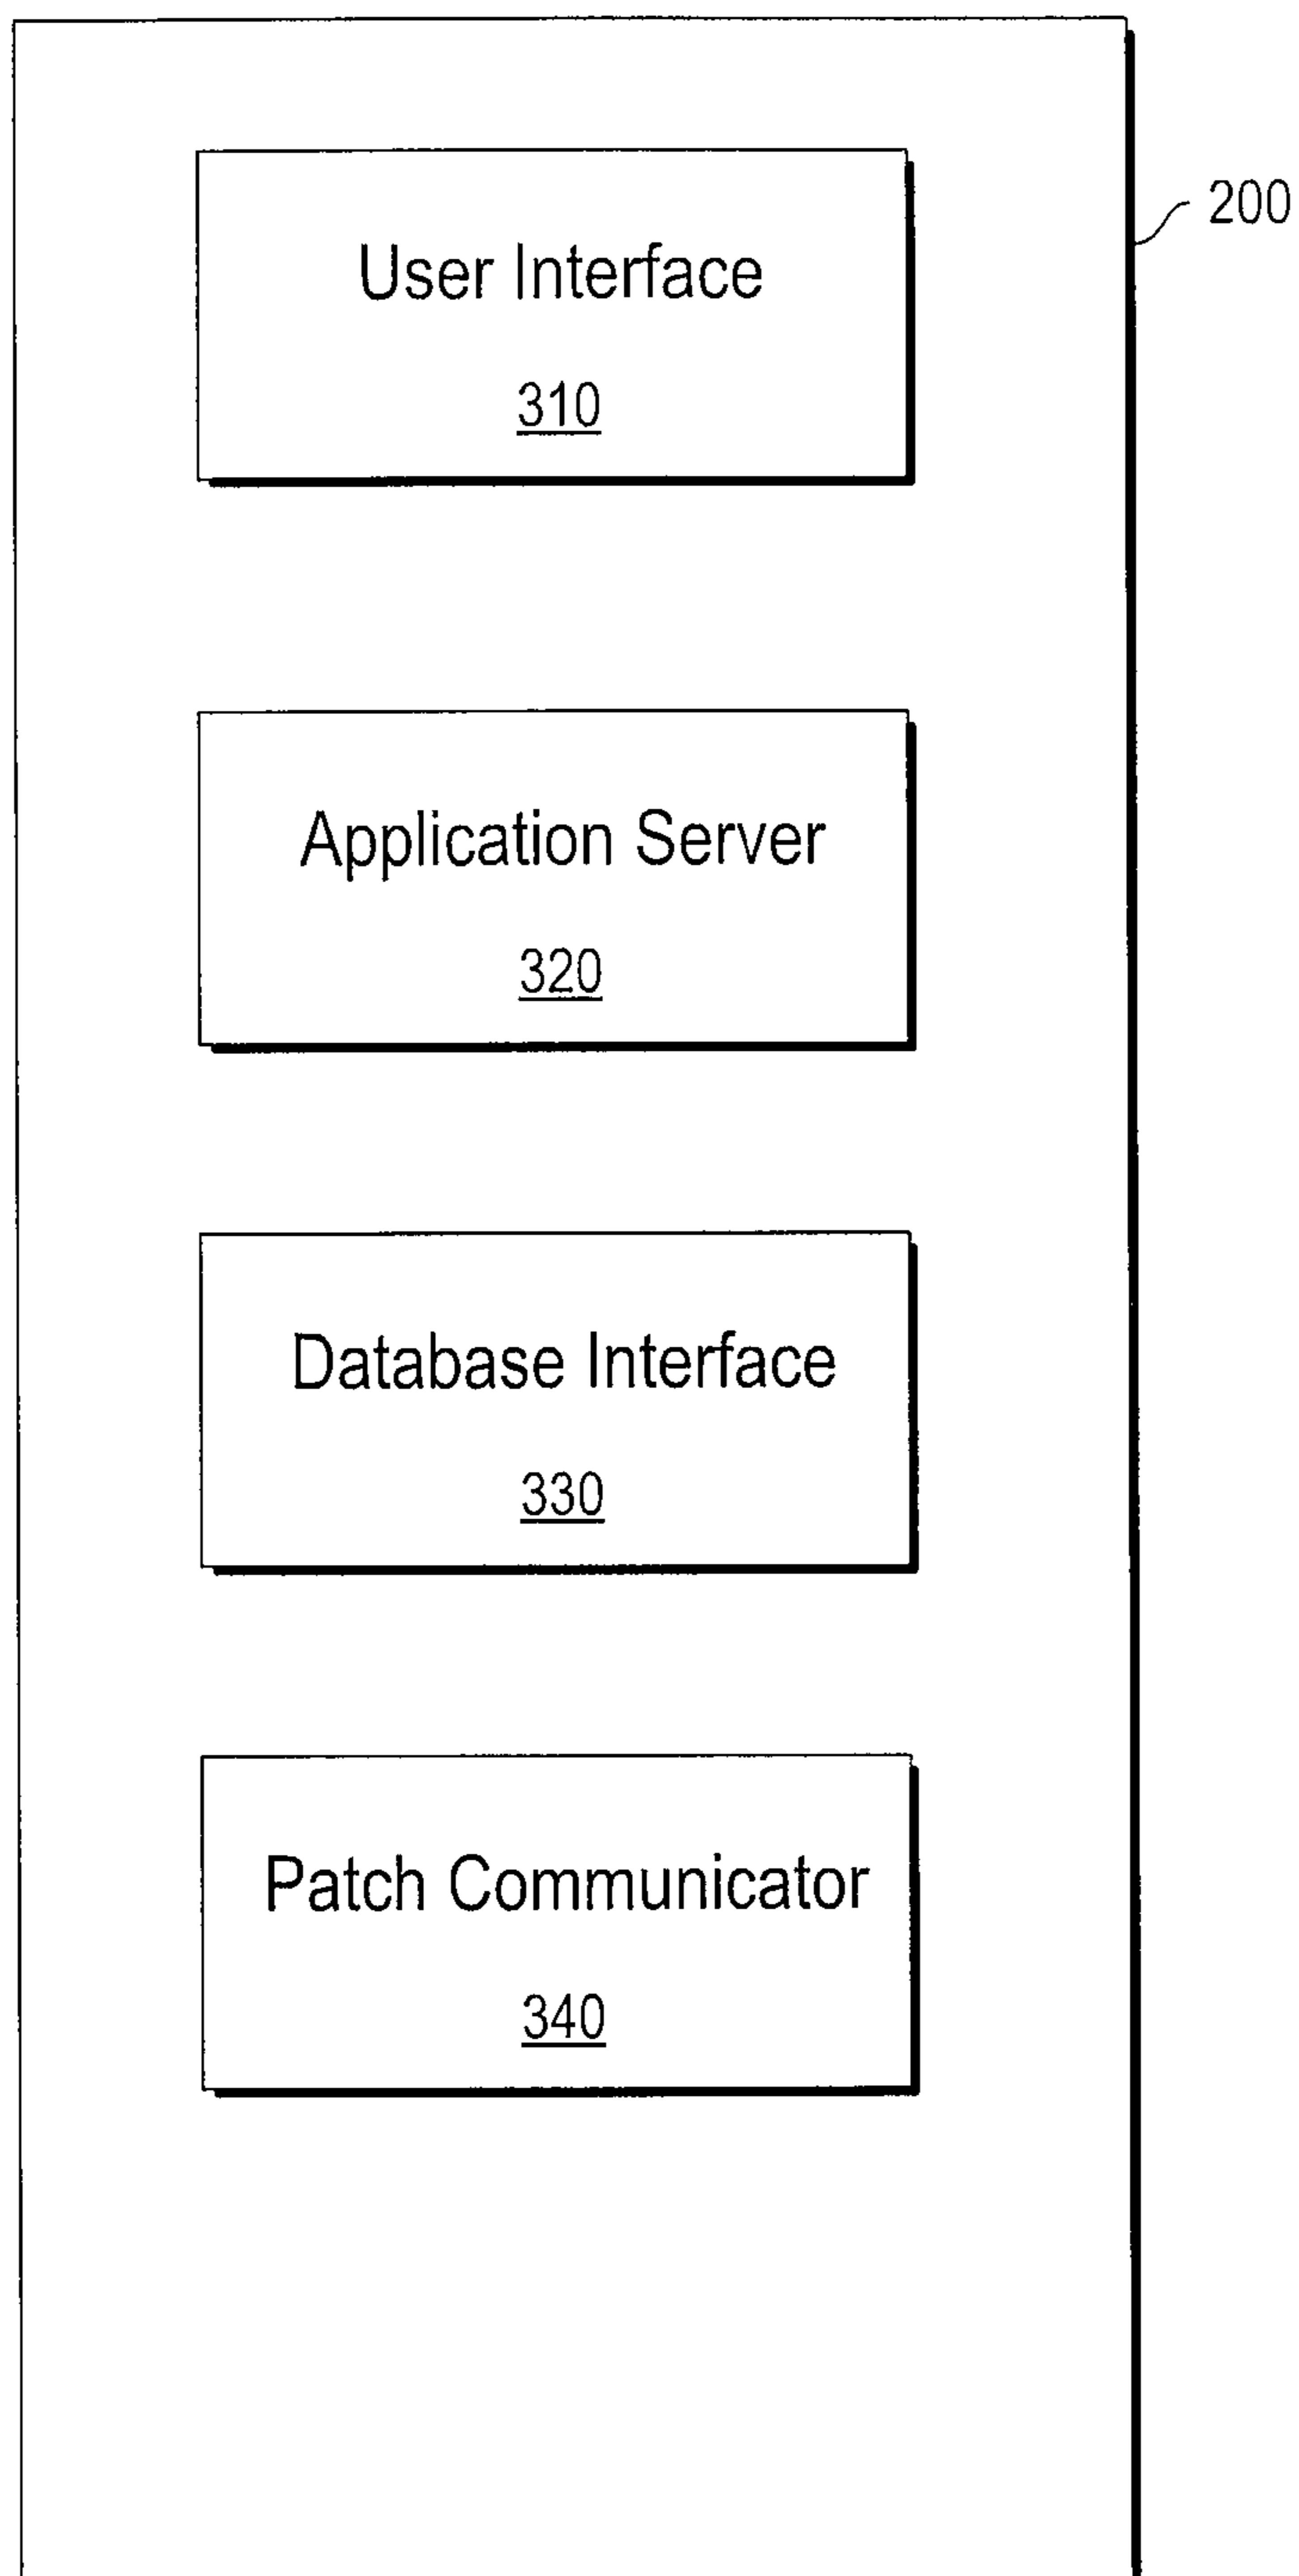 200
User Interface
310
Application Server
320
Database Interface
330
Patch Communicator
340